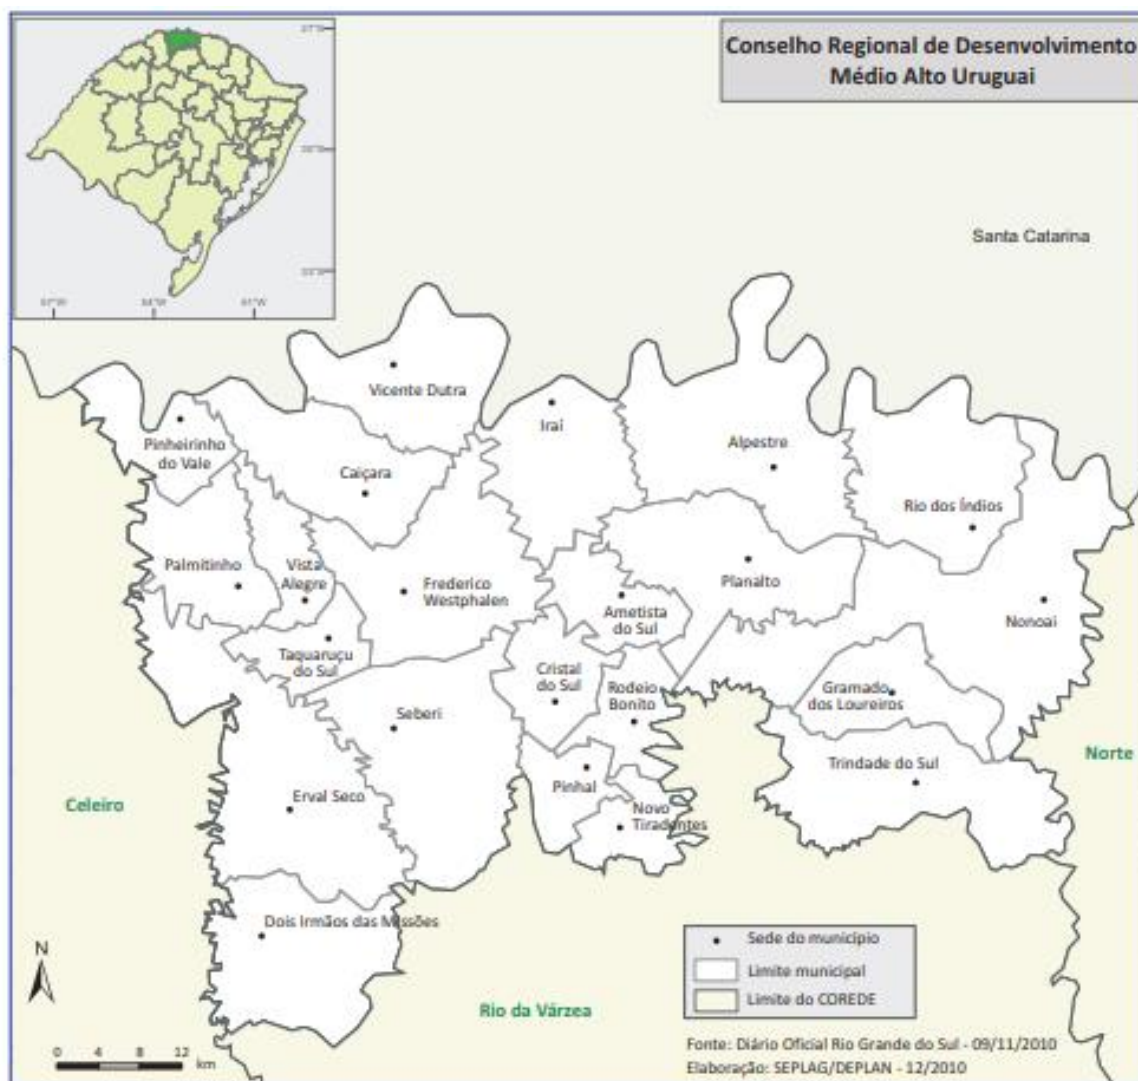 Conselho Regional de Desenvolvimento
Médio Alto Uruguai
Santa Catarina
Vicente Dutra
Iraí
Pinheirinho
do Vale
Caiçara
Alpestre
Rio dos Índios
Palmitinho
Vista
Alegre
Frederico
Westphalen
Planalto
Ametista
do Sul
Nonoai
Taquaruçu
do Sul
Cristal
do Sul
Rodeio
Bonito
Gramado
dos Loureiros
Seberi
Norte
Trindade do Sul
Pinhal
Celeiro
Erval Seco
Novo
Tiradentes
Dois Irmãos das Missões
N
Sede do município
Limite municipal
Limite do COREDE
Rio da Várzea
0 4 8 12
km
Fonte: Diário Oficial Rio Grande do Sul - 09/11/2010
Elaboração: SEPLAG/DEPLAN - 12/2010